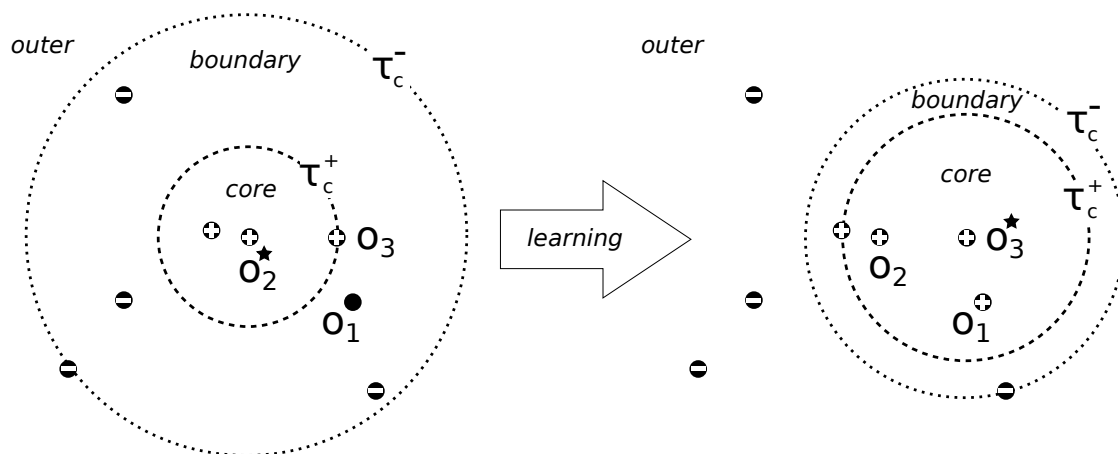 outer
boundary
τc-
τc+
core
o3
o2
o1
learning
outer
boundary
τc-
core
τc+
o3
o2
o1